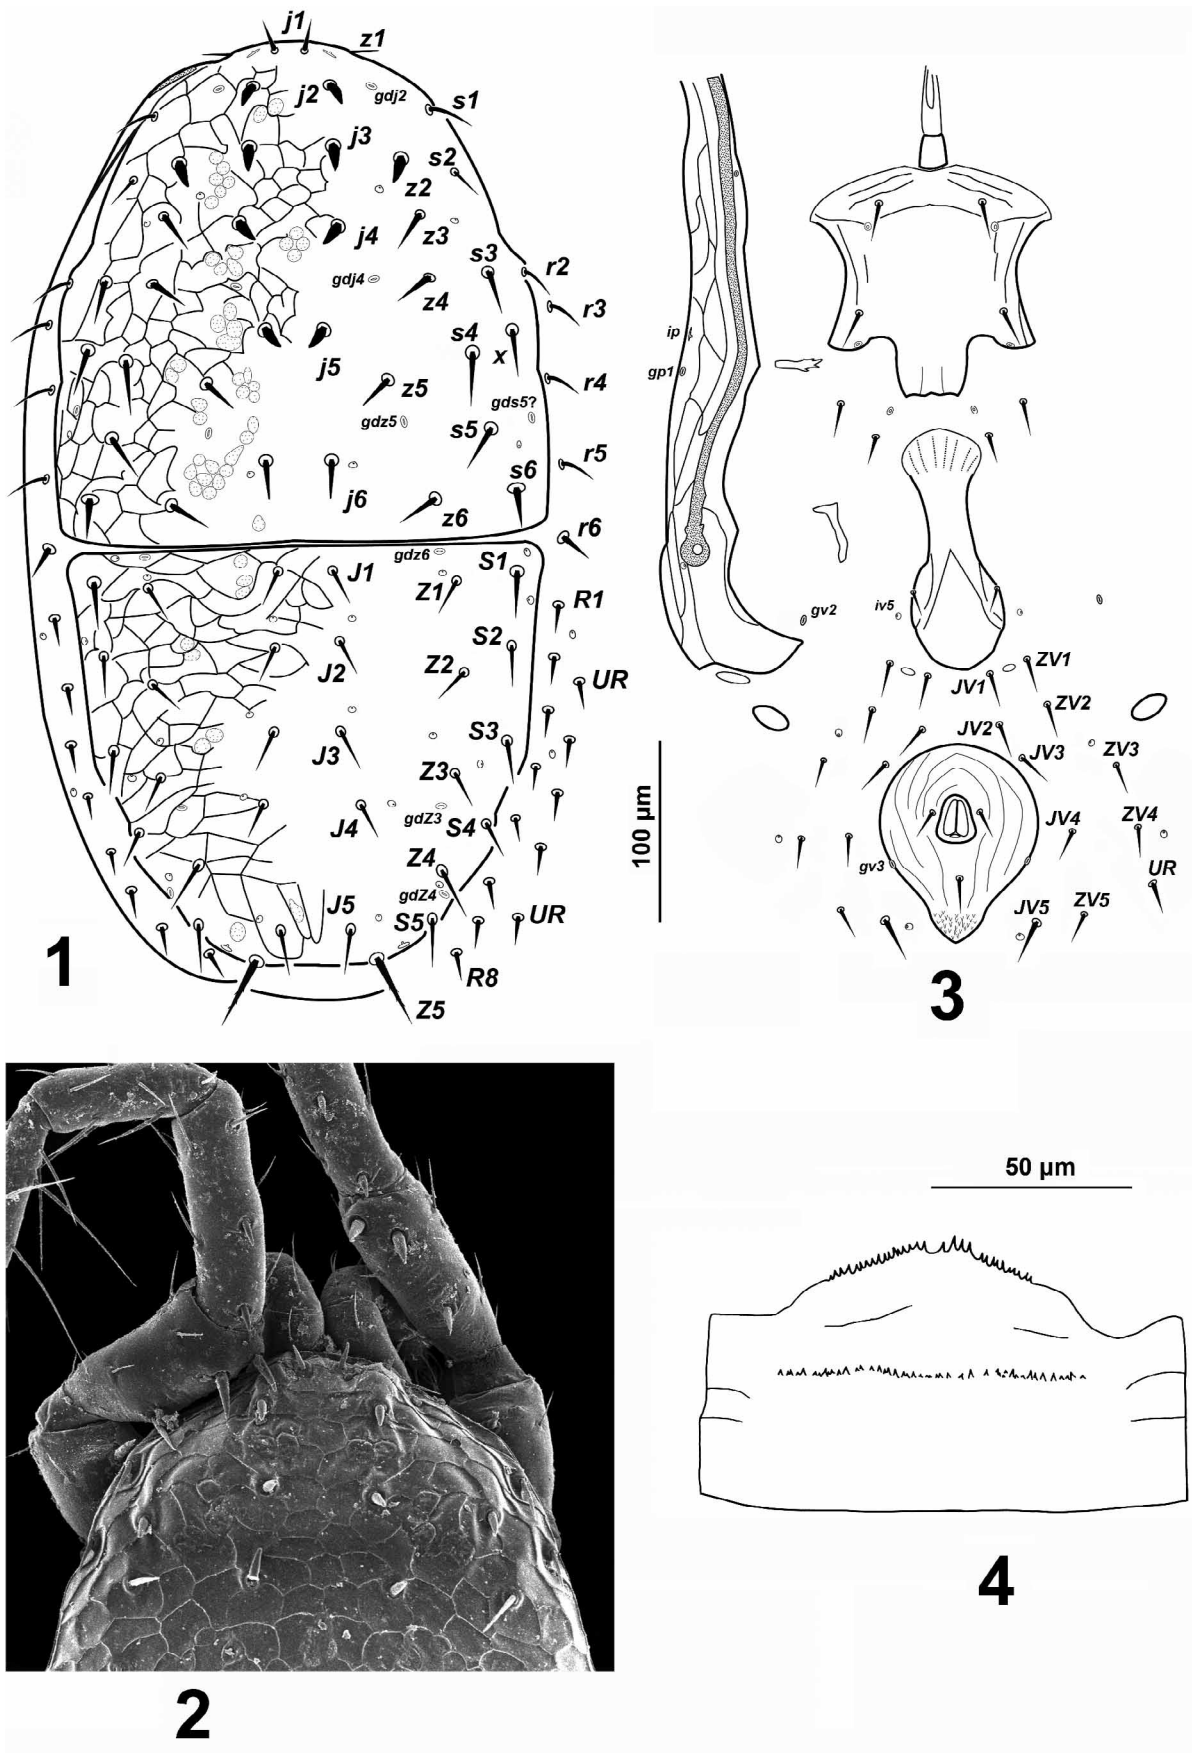 j1
z1
j2
gdj2
s1
j3
s2
z2
j4
z3
s3
r2
gdj4
z4
r3
s4
x
j5
z5
r4
gds5?
gdz5
s5
r5
s6
j6
z6
r6
gdz6
J1
Z1
S1
R1
S2
J2
Z2
UR
S3
J3
Z3
gdZ3
J4
S4
Z4
gdZ4
J5
S5
UR
R8
Z5
1
ip
gp1
gv2
iv5
ZV1
JV1
ZV2
JV2
JV3
ZV3
JV4
ZV4
gv3
UR
JV5
ZV5
100 µm
3
2
50 µm
4